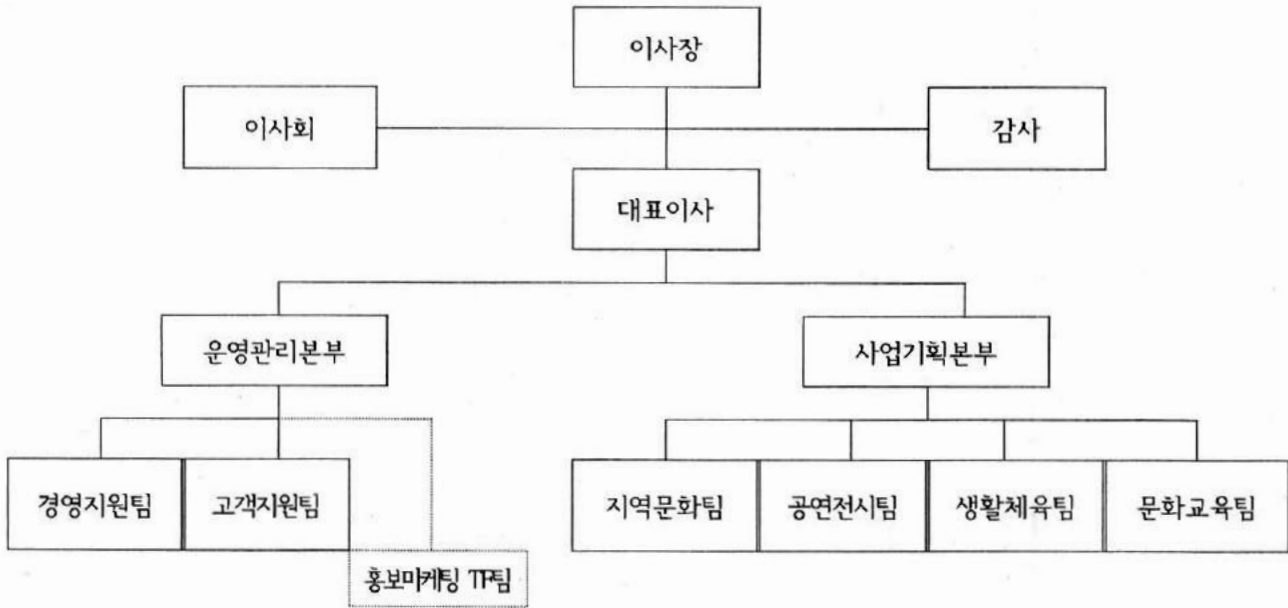 이사장
이사회
감사
대표이사
운영관리본부
사업기획본부
경영지원팀
고객지원팀
지역문화팀
공연전시팀
생활체육팀
문화교육팀
홍보마케팅 TF팀